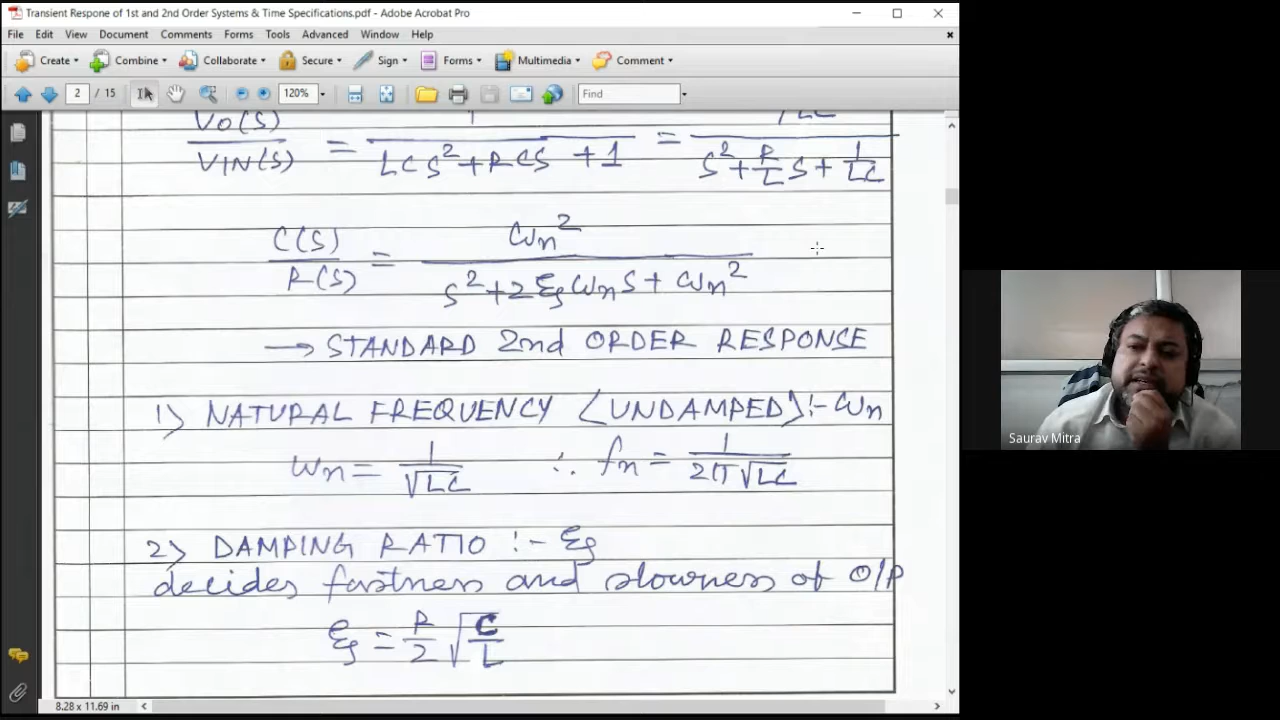 Transient Respone of 1st and 2nd Order Systems & Time Specifications.pdf - Adobe Acrobat Pro
File Edit View Document Comments Forms Tools Advanced Window Help
Create Combine Collaborate Secure Sign Forms Multimedia Comment
2 / 15 120% Find
VO(S)/VIN(S) = 1/(LCS²+RCS+1) = 1/LC/(S²+R/L S+1/LC)
C(S)/R(S) = ωn²/(s²+2ξωns+ωn²)
→ STANDARD 2nd ORDER RESPONSE
1) NATURAL FREQUENCY (UNDAMPED):- ωn
ωn = 1/√LC ∴ fn = 1/2π√LC
2) DAMPING RATIO :- ξ
decides fastness and slowness of O/P
ξ = R/2 √C/L
8.28 x 11.69 in
Saurav Mitra